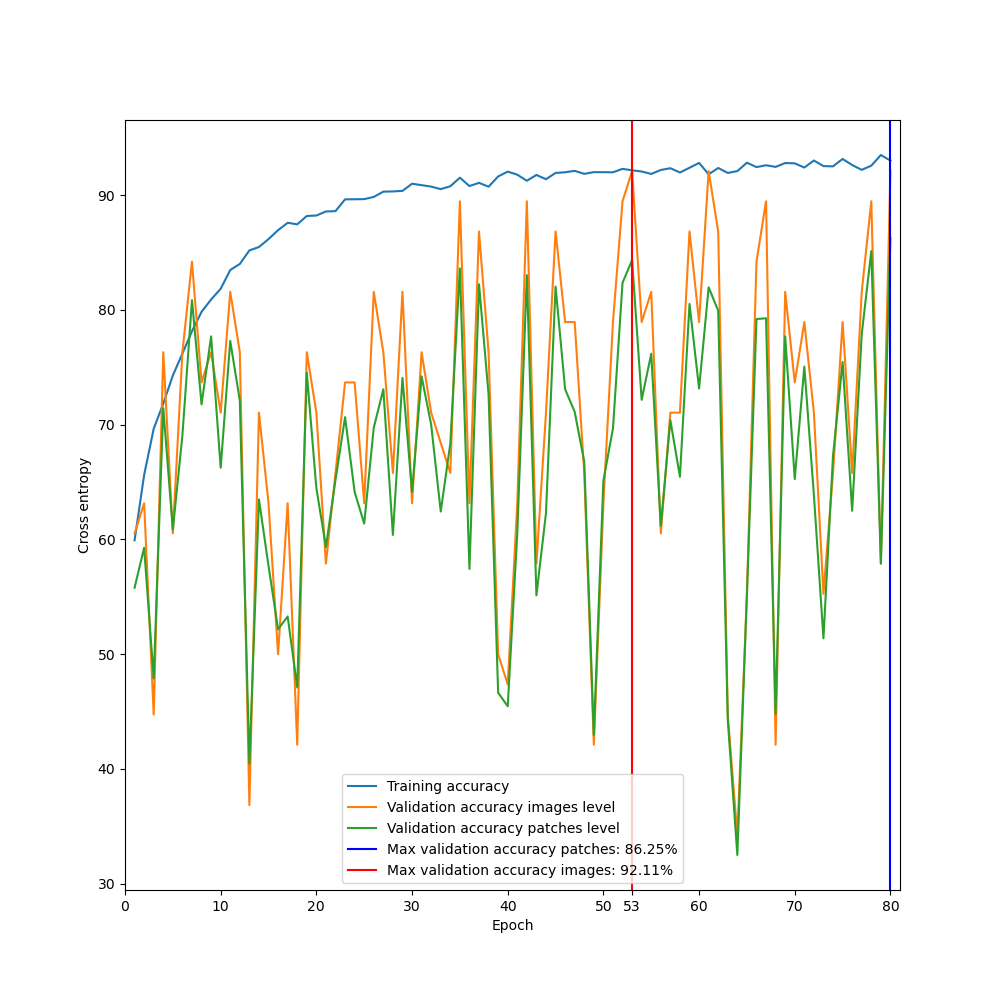 90
80
70
60
50
40
30
Cross entropy
Training accuracy
Validation accuracy images level
Validation accuracy patches level
Max validation accuracy patches: 86.25%
Max validation accuracy images: 92.11%
0 10 20 30 40 50 53 60 70 80
Epoch